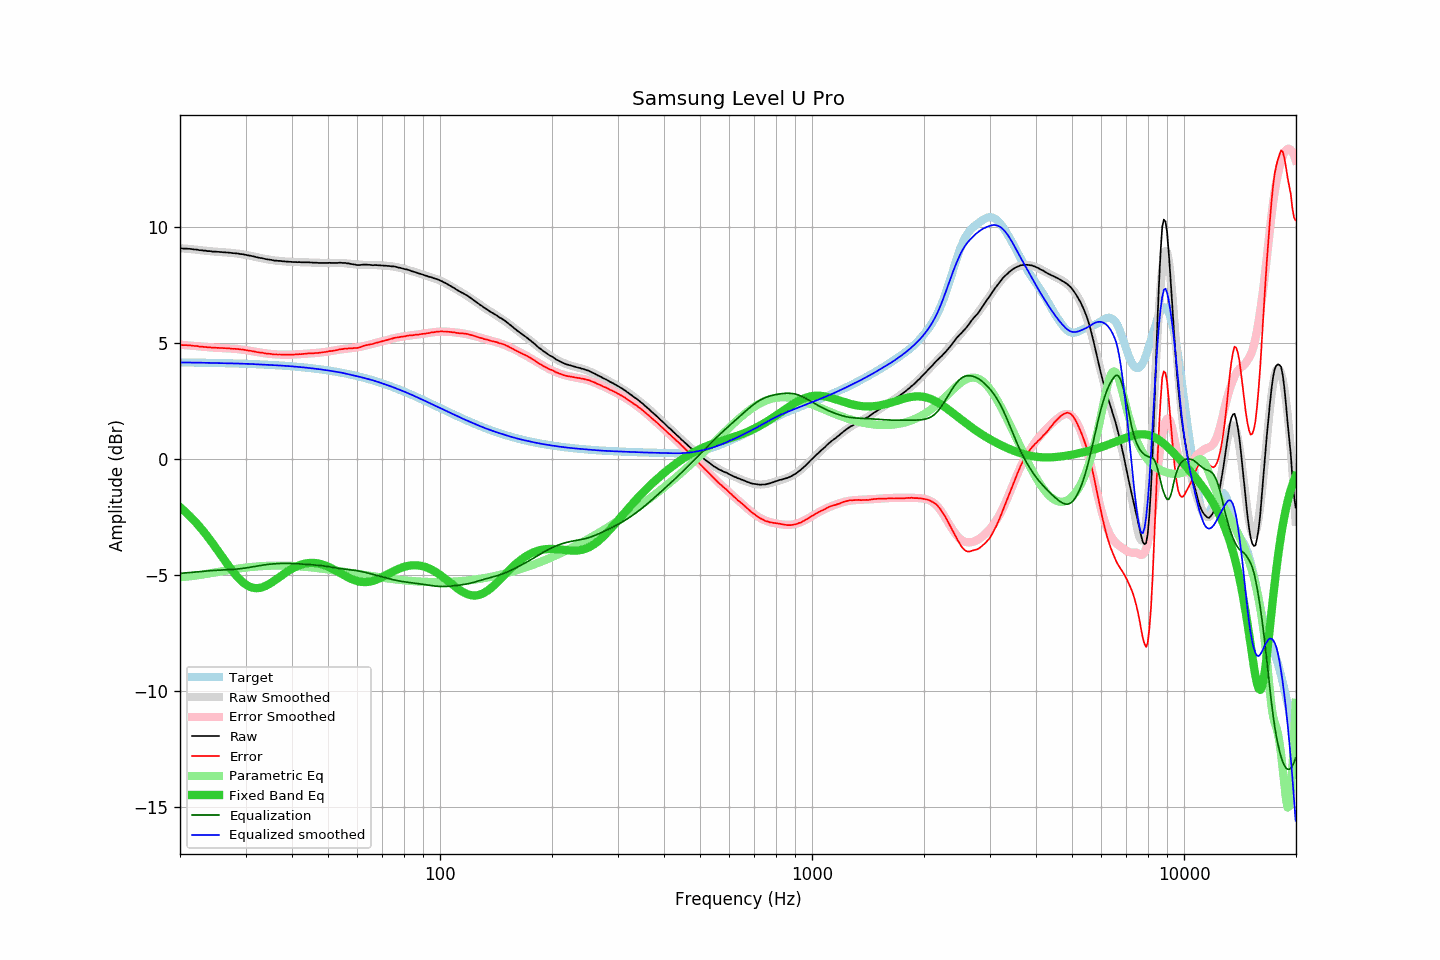 Samsung Level U Pro
Amplitude (dBr)
10
5
0
−5
−10
−15
Target
Raw Smoothed
Error Smoothed
Raw
Error
Parametric Eq
Fixed Band Eq
Equalization
Equalized smoothed
100 1000 10000
Frequency (Hz)